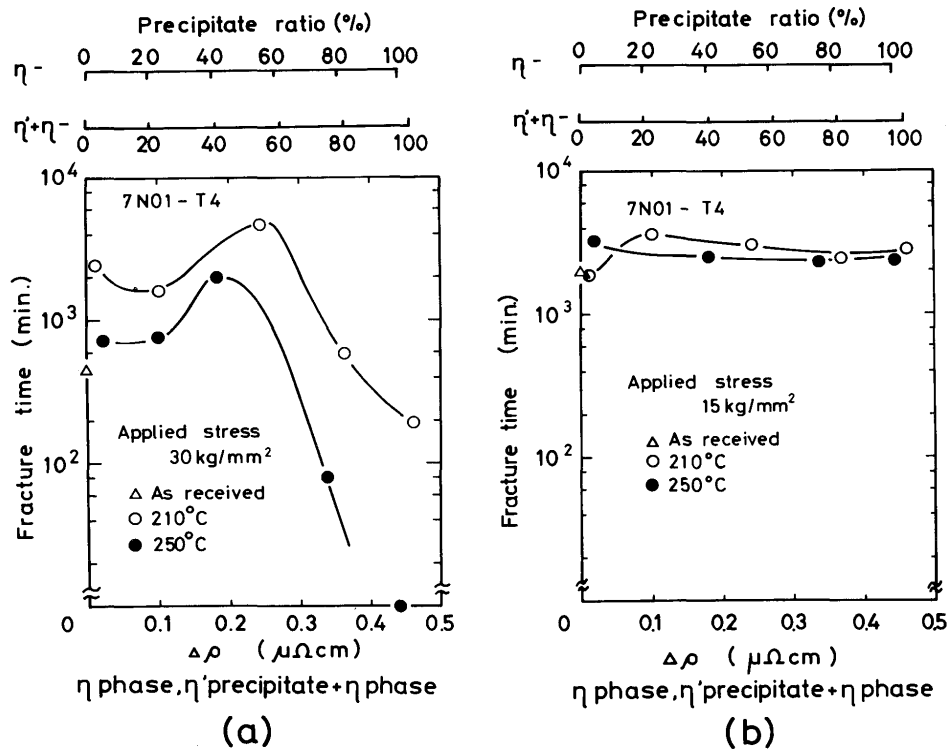 Precipitate ratio (%)
η - 0 20 40 60 80 100
η'+η- 0 20 40 60 80 100
10⁴
10³
10²
0 0.1 0.2 0.3 0.4 0.5
Fracture time (min.)
7N01 - T4
Applied stress
30 kg/mm²
△ As received
○ 210°C
● 250°C
Δρ (μΩcm)
η phase, η' precipitate + η phase
(a)
Precipitate ratio (%)
η - 0 20 40 60 80 100
η'+η- 0 20 40 60 80 100
10⁴
10³
10²
0 0.1 0.2 0.3 0.4 0.5
Fracture time (min.)
7N01 - T4
Applied stress
15 kg/mm²
△ As received
○ 210°C
● 250°C
Δρ (μΩcm)
η phase, η' precipitate + η phase
(b)